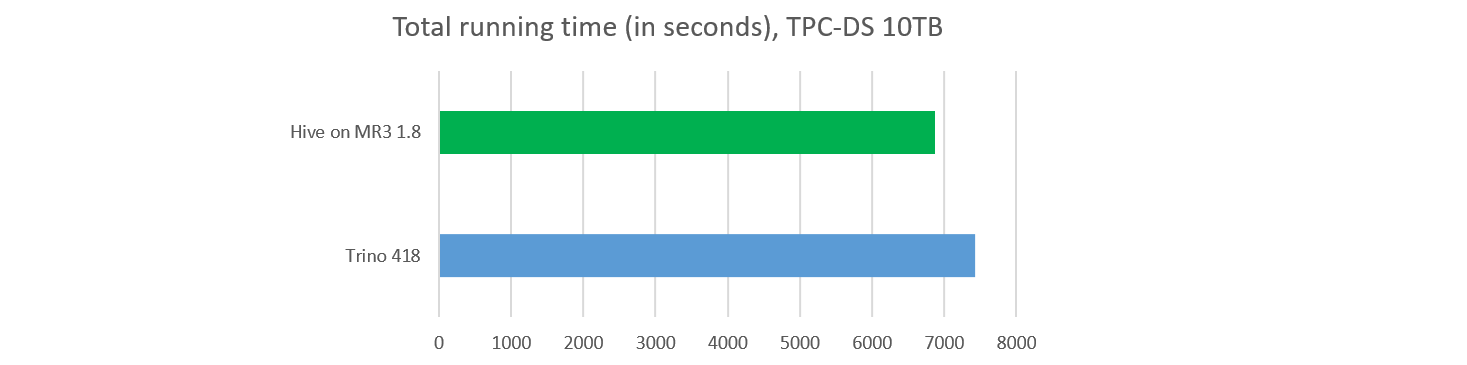 Total running time (in seconds), TPC-DS 10TB
Hive on MR3 1.8
Trino 418
0 1000 2000 3000 4000 5000 6000 7000 8000